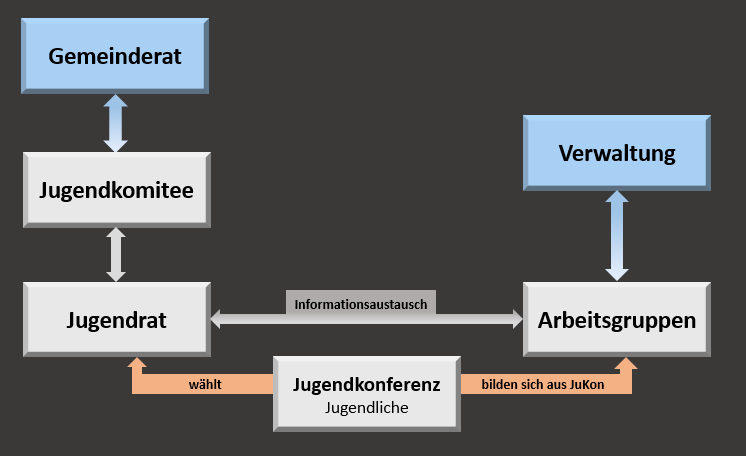 Gemeinderat
Verwaltung
Jugendkomitee
Jugendrat
Informationsaustausch
Arbeitsgruppen
wählt
Jugendkonferenz
Jugendliche
bilden sich aus JuKon